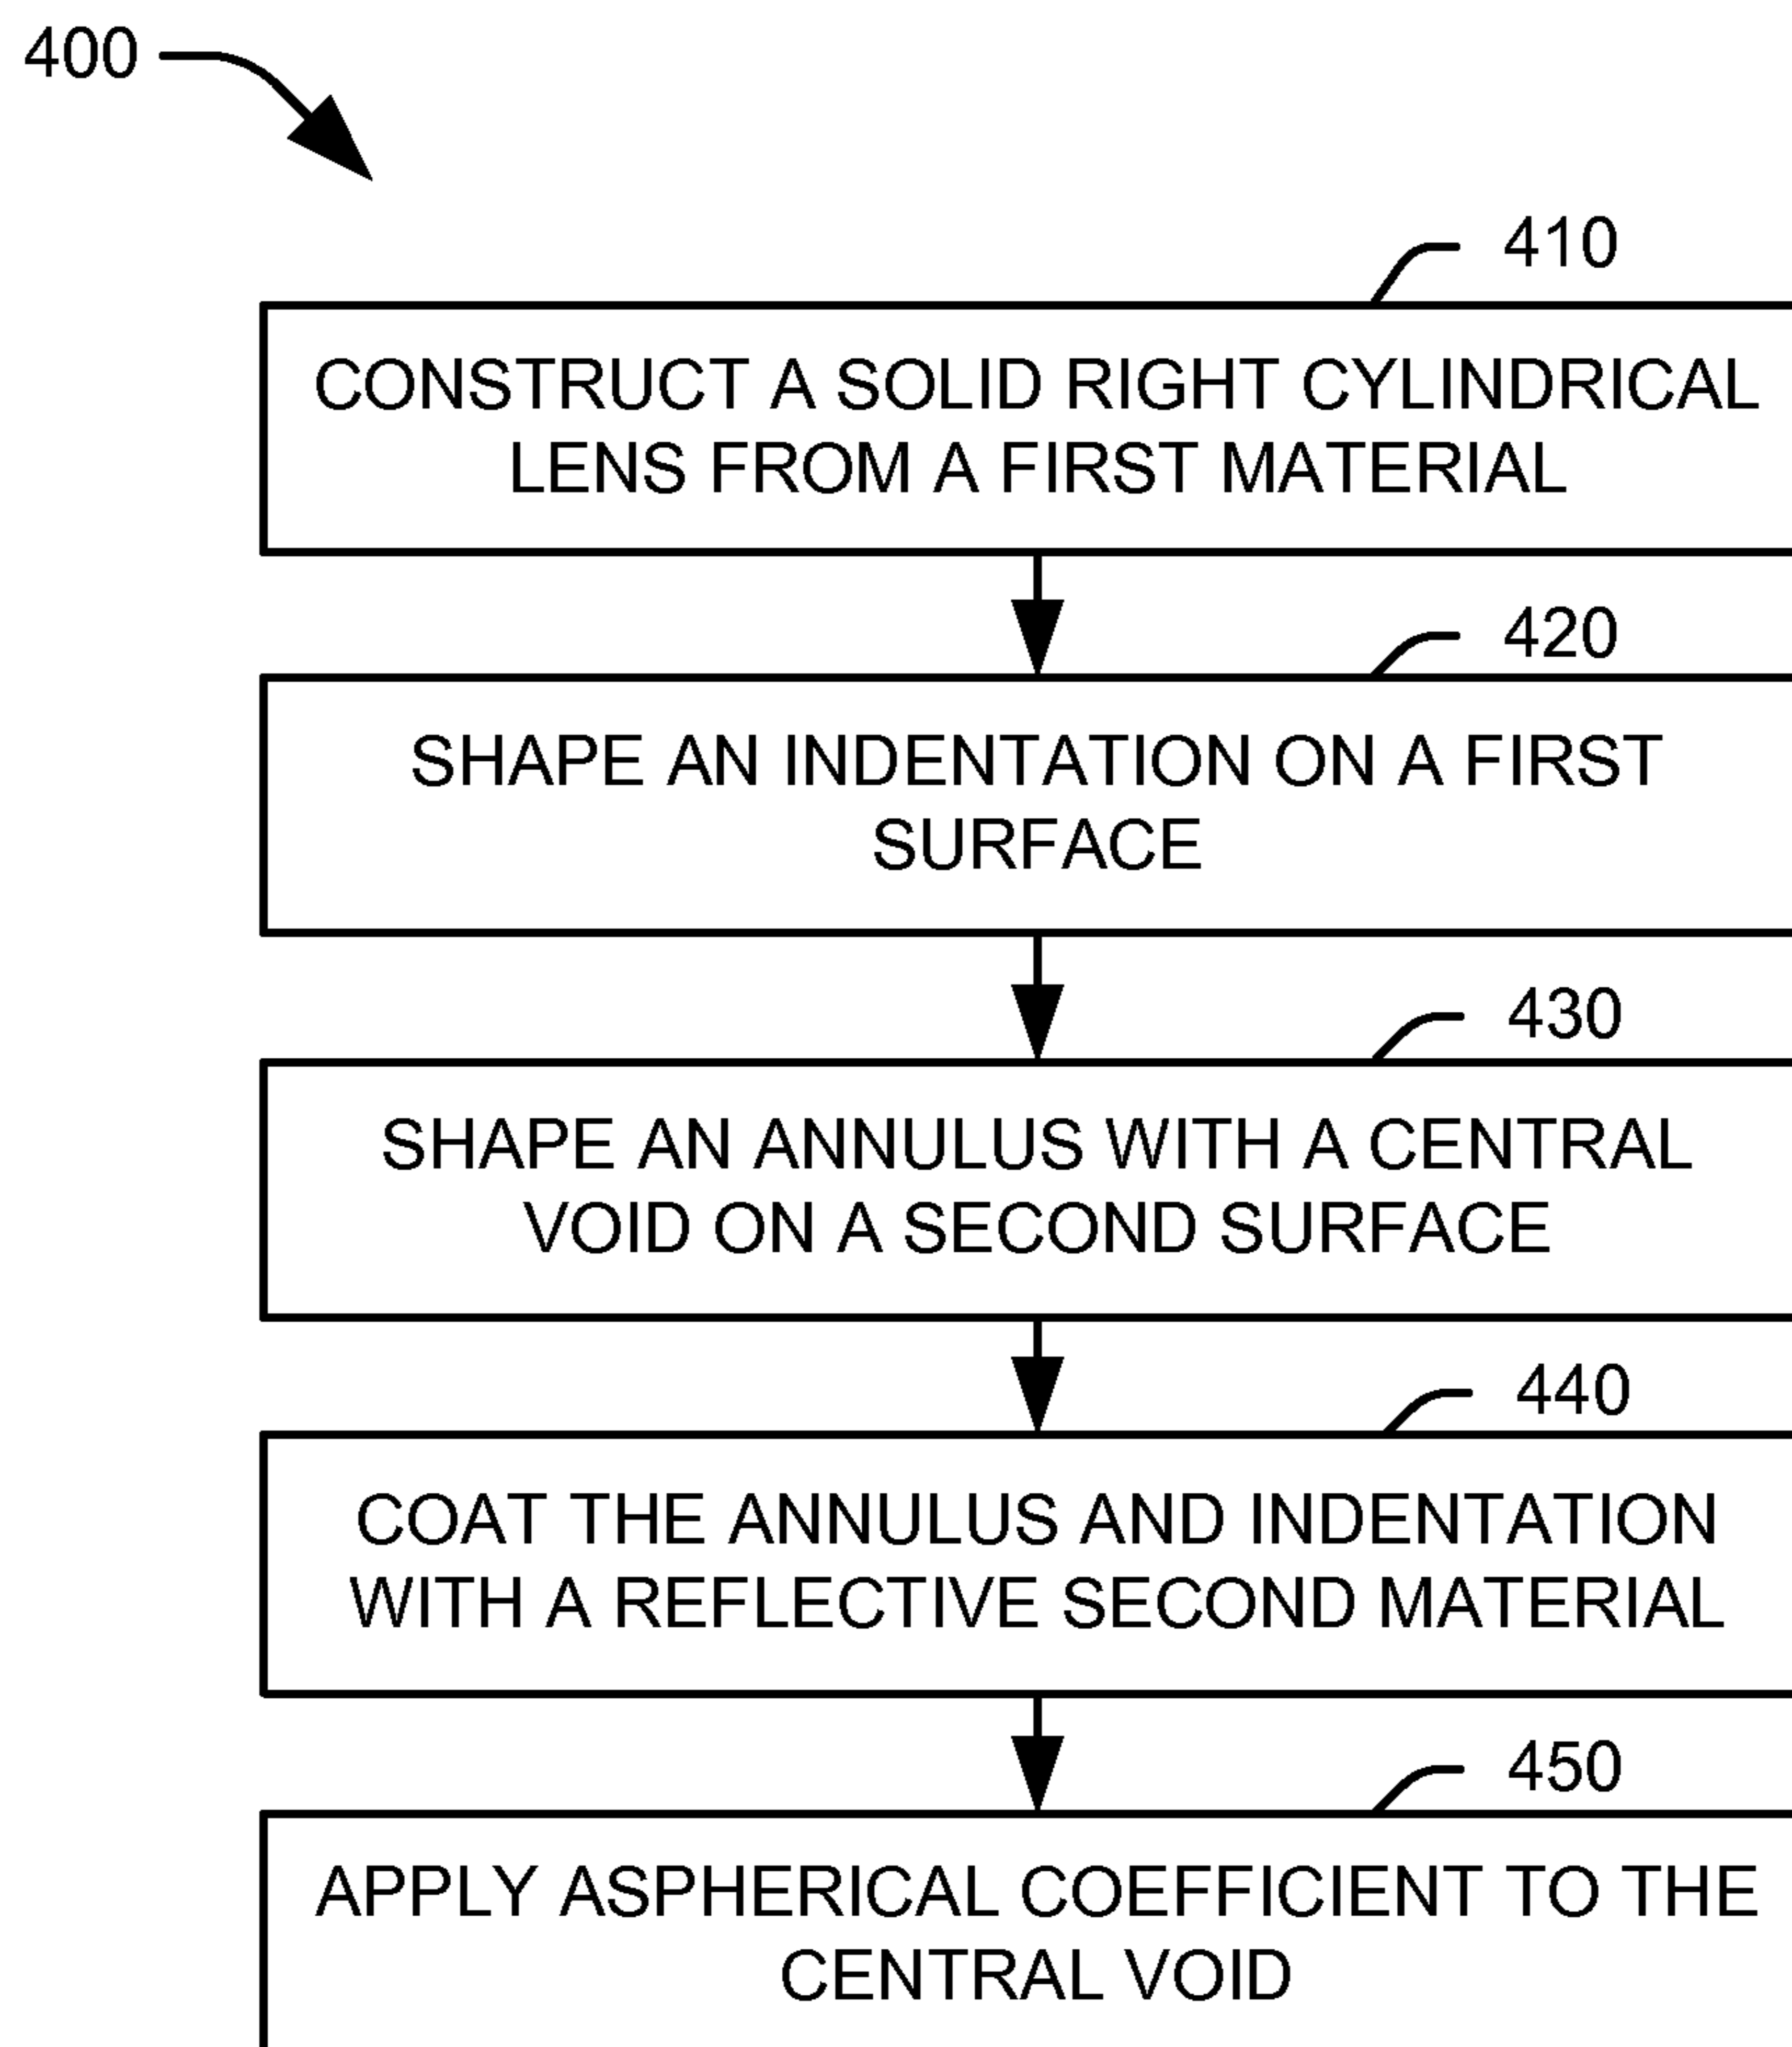 400
410
CONSTRUCT A SOLID RIGHT CYLINDRICAL
LENS FROM A FIRST MATERIAL
420
SHAPE AN INDENTATION ON A FIRST
SURFACE
430
SHAPE AN ANNULUS WITH A CENTRAL
VOID ON A SECOND SURFACE
440
COAT THE ANNULUS AND INDENTATION
WITH A REFLECTIVE SECOND MATERIAL
450
APPLY ASPHERICAL COEFFICIENT TO THE
CENTRAL VOID